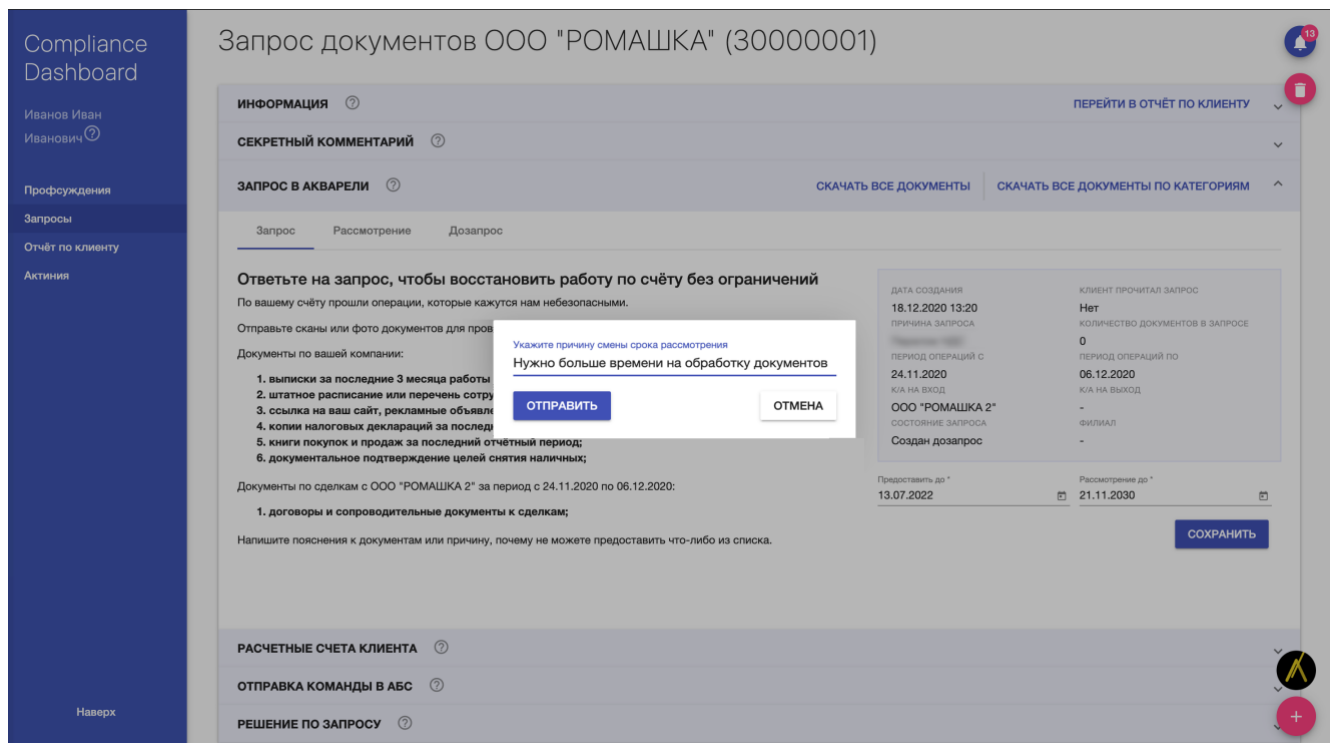 Compliance
Dashboard
Иванов Иван
Иванович
Профсуждения
Запросы
Отчёт по клиенту
Актиния
Наверх
Запрос документов ООО "РОМАШКА" (30000001)
13
ИНФОРМАЦИЯ
ПЕРЕЙТИ В ОТЧЁТ ПО КЛИЕНТУ
СЕКРЕТНЫЙ КОММЕНТАРИЙ
ЗАПРОС В АКВАРЕЛИ
СКАЧАТЬ ВСЕ ДОКУМЕНТЫ
СКАЧАТЬ ВСЕ ДОКУМЕНТЫ ПО КАТЕГОРИЯМ
Запрос Рассмотрение Дозапрос
Ответьте на запрос, чтобы восстановить работу по счёту без ограничений
По вашему счёту прошли операции, которые кажутся нам небезопасными.
Отправьте сканы или фото документов для
Документы по вашей компании:
1. выписки за последние 3 месяца работы
2. штатное расписание или перечень
3. ссылка на ваш сайт, рекламные
4. копии налоговых деклараций за
5. книги покупок и продаж за последний отчётный период;
6. документальное подтверждение целей снятия наличных;
Документы по сделкам с ООО "РОМАШКА 2" за период с 24.11.2020 по 06.12.2020:
1. договоры и сопроводительные документы к сделкам;
Напишите пояснения к документам или причину, почему не можете предоставить что-либо из списка.
Укажите причину смены срока рассмотрения
Нужно больше времени на обработку документов
ОТПРАВИТЬ
ОТМЕНА
ДАТА СОЗДАНИЯ
18.12.2020 13:20
КЛИЕНТ ПРОЧИТАЛ ЗАПРОС
Нет
ПРИЧИНА ЗАПРОСА
КОЛИЧЕСТВО ДОКУМЕНТОВ В ЗАПРОСЕ
0
ПЕРИОД ОПЕРАЦИЙ С
24.11.2020
ПЕРИОД ОПЕРАЦИЙ ПО
06.12.2020
К/А НА ВХОД
ООО "РОМАШКА 2"
К/А НА ВЫХОД
-
СОСТОЯНИЕ ЗАПРОСА
Создан дозапрос
ФИЛИАЛ
-
Предоставить до *
13.07.2022
Рассмотрение до *
21.11.2030
СОХРАНИТЬ
РАСЧЕТНЫЕ СЧЕТА КЛИЕНТА
ОТПРАВКА КОМАНДЫ В АБС
РЕШЕНИЕ ПО ЗАПРОСУ